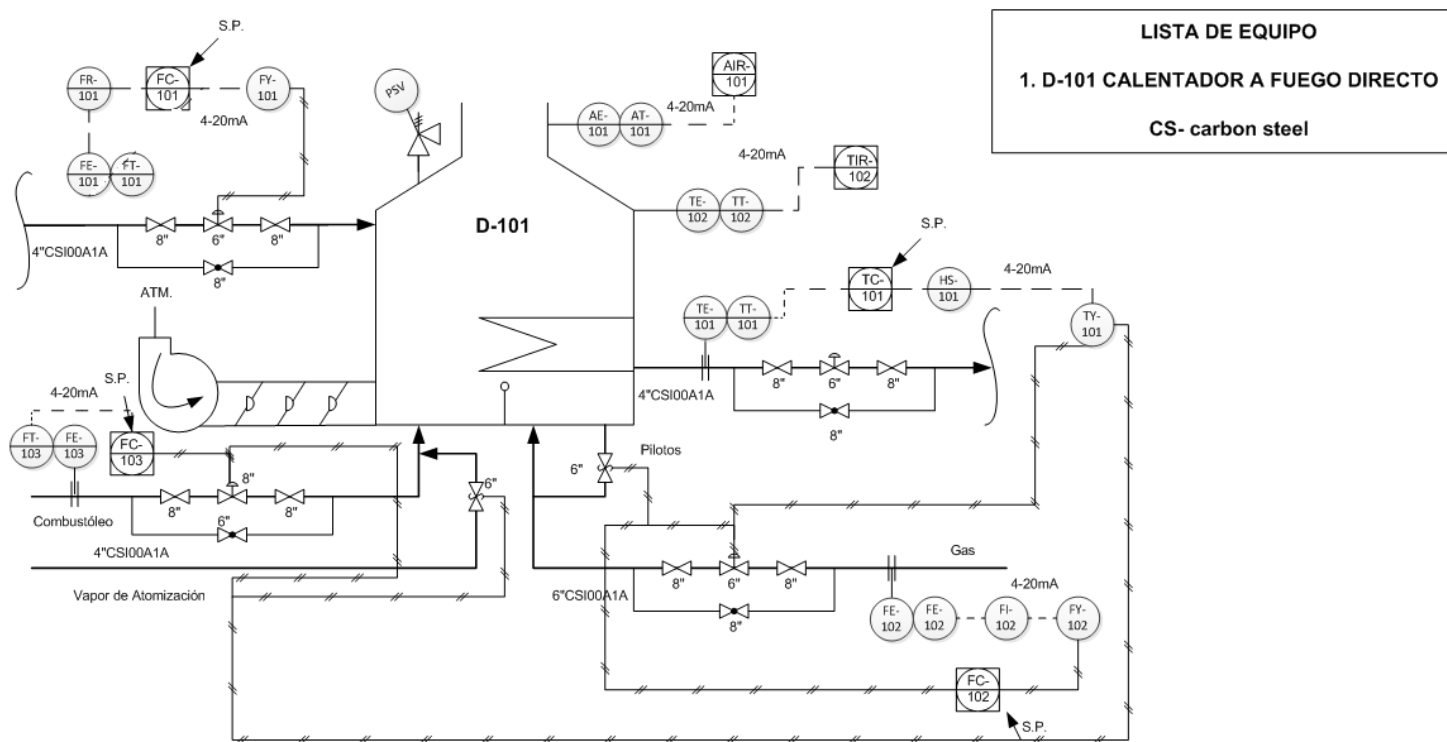 LISTA DE EQUIPO
1. D-101 CALENTADOR A FUEGO DIRECTO
CS- carbon steel
S.P.
FR-
101
FC-
101
FY-
101
4-20mA
FE-
101
FT-
101
4"CSI00A1A
8"
6"
8"
8"
PSV
D-101
AIR-
101
AE-
101
AT-
101
4-20mA
4-20mA
TIR-
102
TE-
102
TT-
102
S.P.
TC-
101
HS-
101
4-20mA
TE-
101
TT-
101
TY-
101
4"CSI00A1A
8"
6"
8"
8"
ATM.
S.P.
4-20mA
FT-
103
FE-
103
FC-
103
8"
8"
8"
6"
Combustóleo
4"CSI00A1A
Vapor de Atomización
6"
6"
Pilotos
Gas
6"CSI00A1A
8"
6"
8"
8"
4-20mA
FE-
102
FE-
102
FI-
102
FY-
102
FC-
102
S.P.